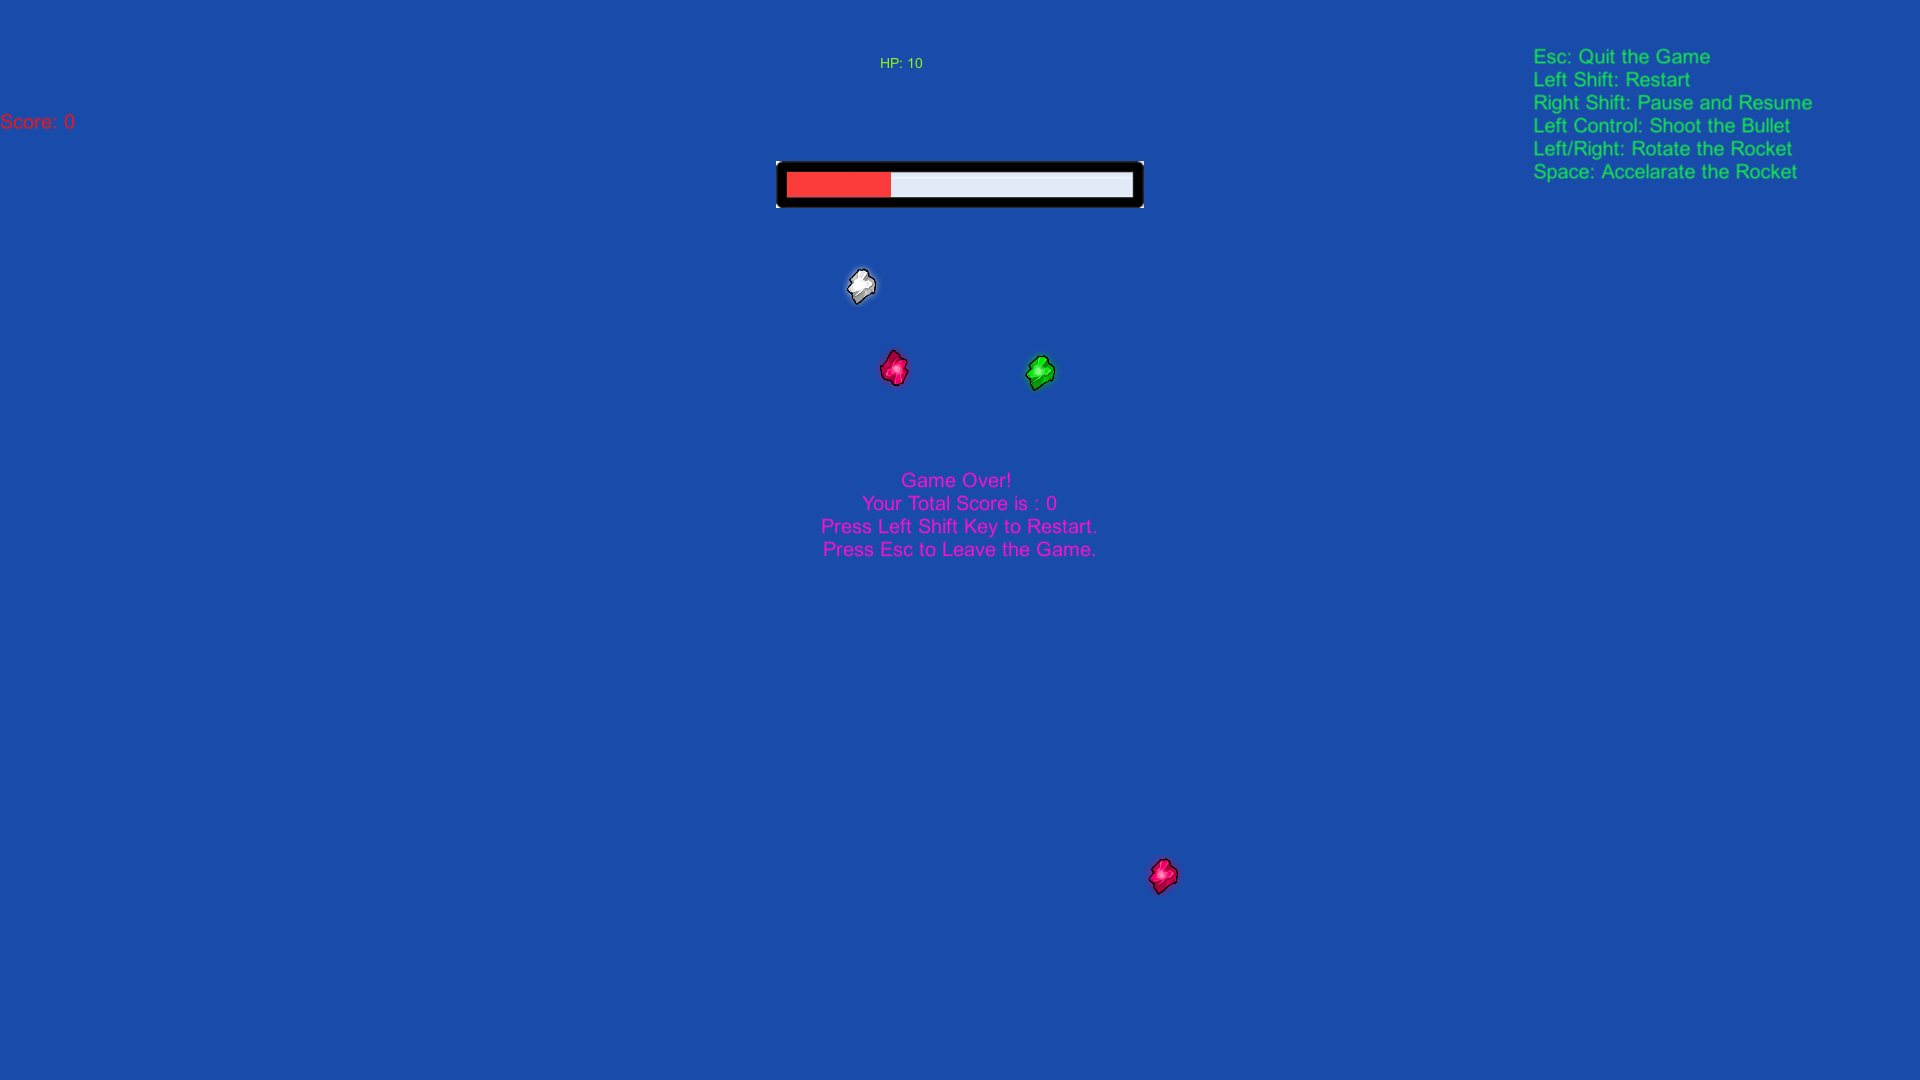 HP: 10
Score: 0
Esc: Quit the Game
Left Shift: Restart
Right Shift: Pause and Resume
Left Control: Shoot the Bullet
Left/Right: Rotate the Rocket
Space: Accelarate the Rocket
Game Over!
Your Total Score is : 0
Press Left Shift Key to Restart.
Press Esc to Leave the Game.